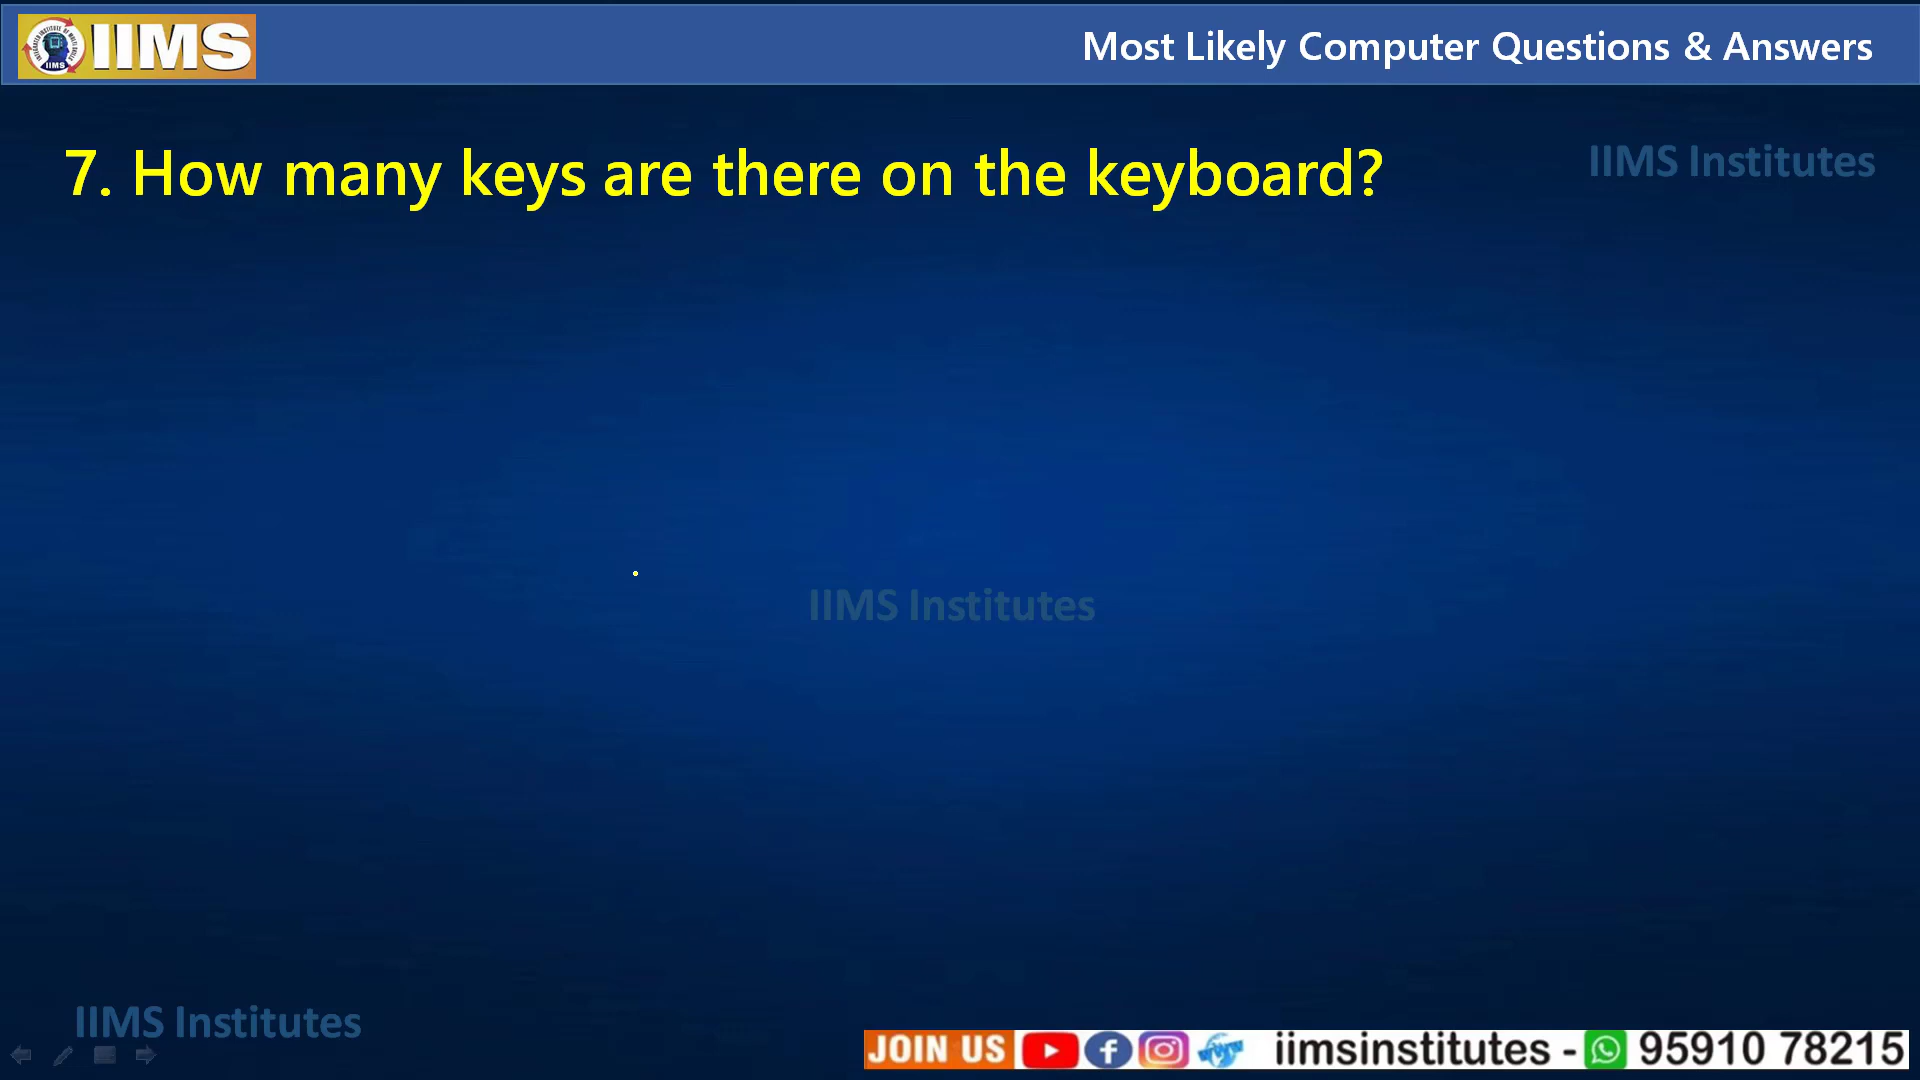 IIMS
IIMS
Most Likely Computer Questions & Answers
7. How many keys are there on the keyboard?
IIMS Institutes
IIMS Institutes
IIMS Institutes
JOIN US
iimsinstitutes - 95910 78215